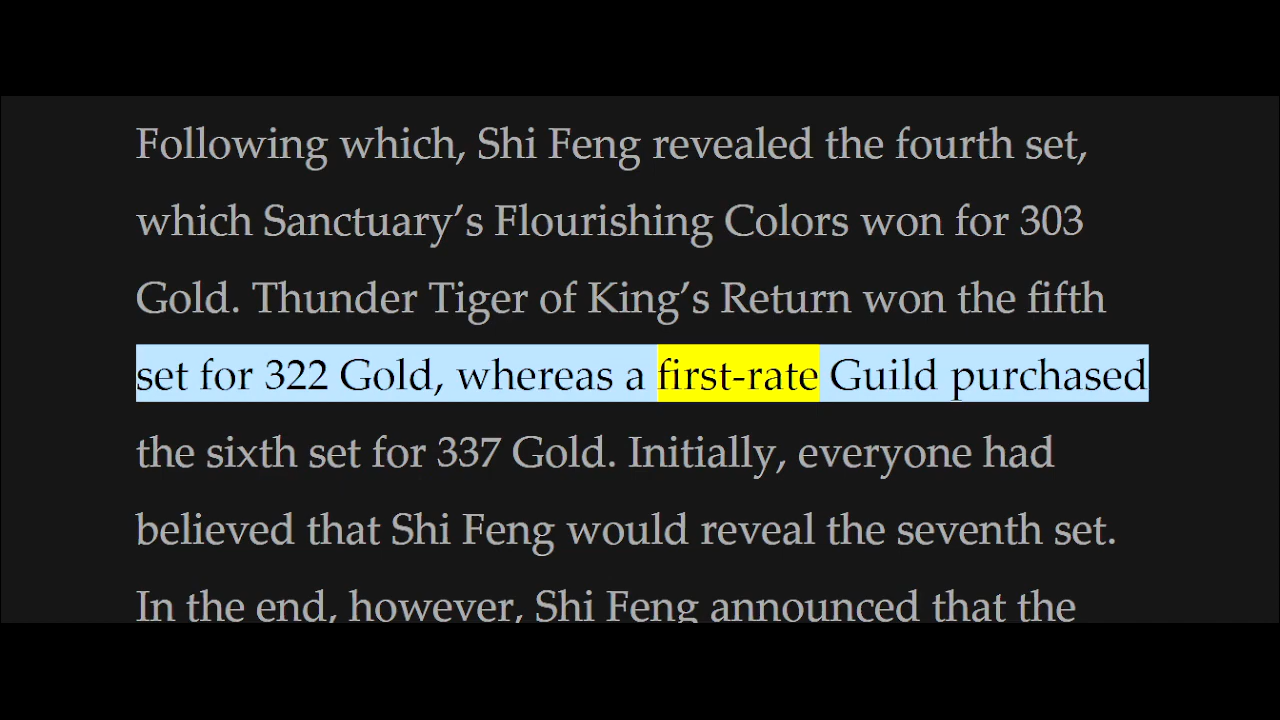 Following which, Shi Feng revealed the fourth set,
which Sanctuary’s Flourishing Colors won for 303
Gold. Thunder Tiger of King’s Return won the fifth
set for 322 Gold, whereas a first-rate Guild purchased
the sixth set for 337 Gold. Initially, everyone had
believed that Shi Feng would reveal the seventh set.
In the end, however, Shi Feng announced that the